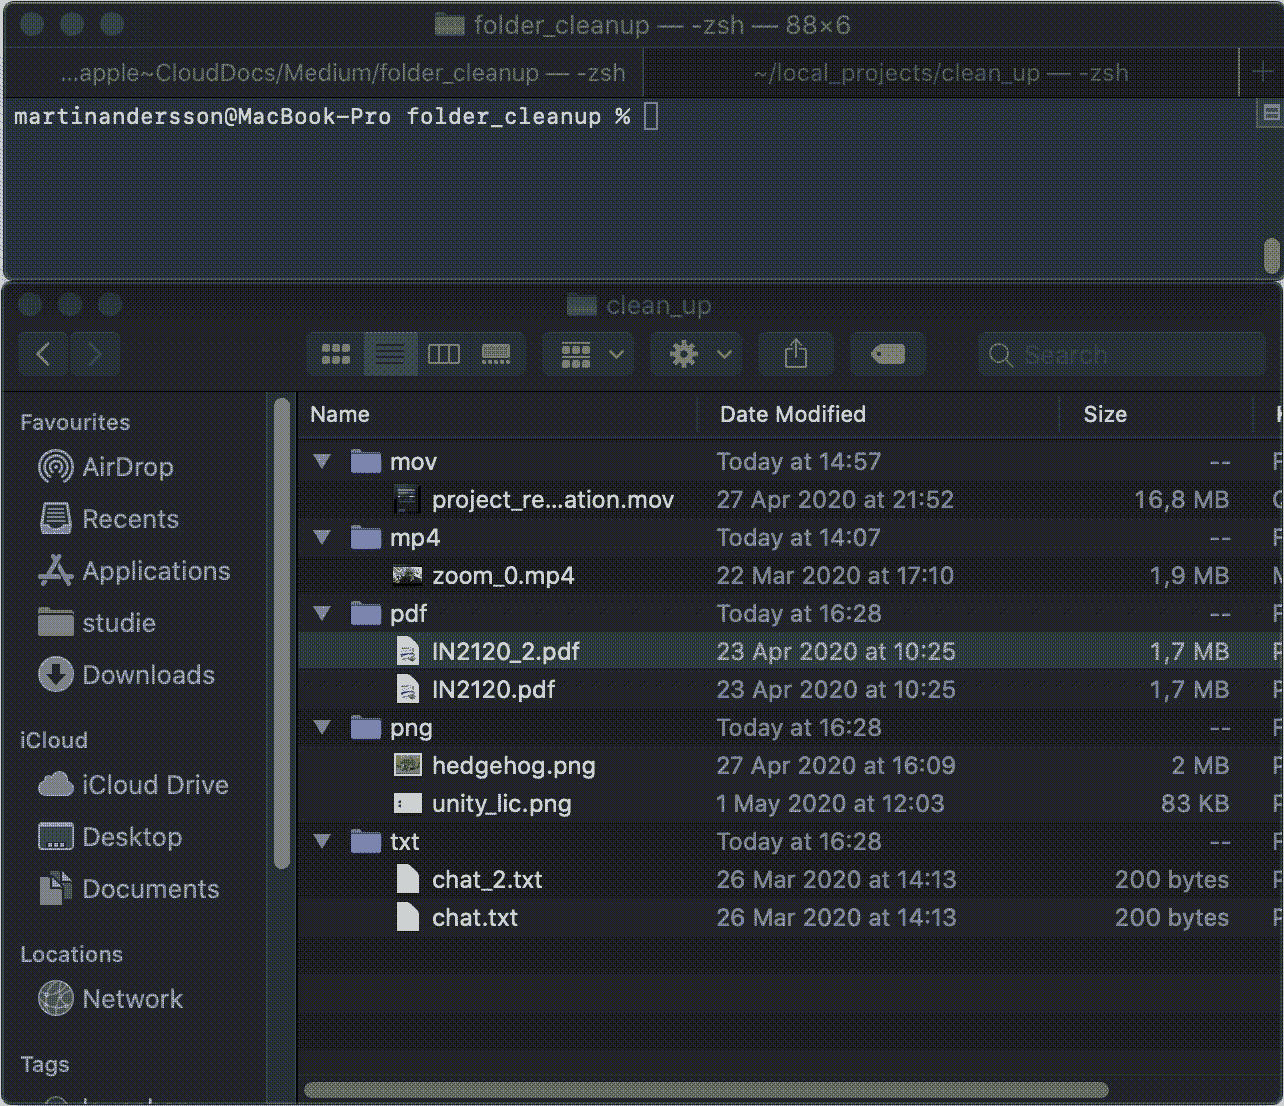 folder_cleanup — -zsh — 88×6
...apple~CloudDocs/Medium/folder_cleanup — -zsh
~/local_projects/clean_up — -zsh
martinandersson@MacBook-Pro folder_cleanup %
clean_up
Search
Favourites
AirDrop
Recents
Applications
studie
Downloads
iCloud
iCloud Drive
Desktop
Documents
Locations
Network
Tags
Name Date Modified Size
mov Today at 14:57 --
project_re...ation.mov 27 Apr 2020 at 21:52 16,8 MB
mp4 Today at 14:07 --
zoom_0.mp4 22 Mar 2020 at 17:10 1,9 MB
pdf Today at 16:28 --
IN2120_2.pdf 23 Apr 2020 at 10:25 1,7 MB
IN2120.pdf 23 Apr 2020 at 10:25 1,7 MB
png Today at 16:28 --
hedgehog.png 27 Apr 2020 at 16:09 2 MB
unity_lic.png 1 May 2020 at 12:03 83 KB
txt Today at 16:28 --
chat_2.txt 26 Mar 2020 at 14:13 200 bytes
chat.txt 26 Mar 2020 at 14:13 200 bytes